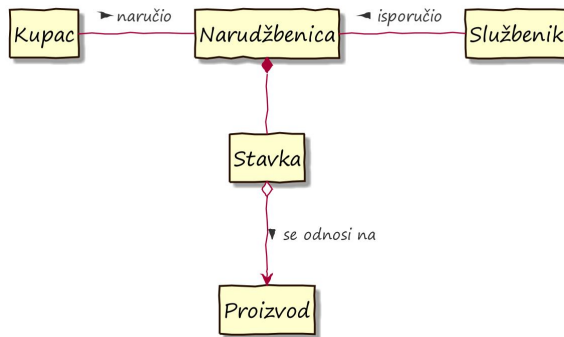 naručio
isporučio
Kupac
Narudžbenica
Službenik
Stavka
se odnosi na
Proizvod